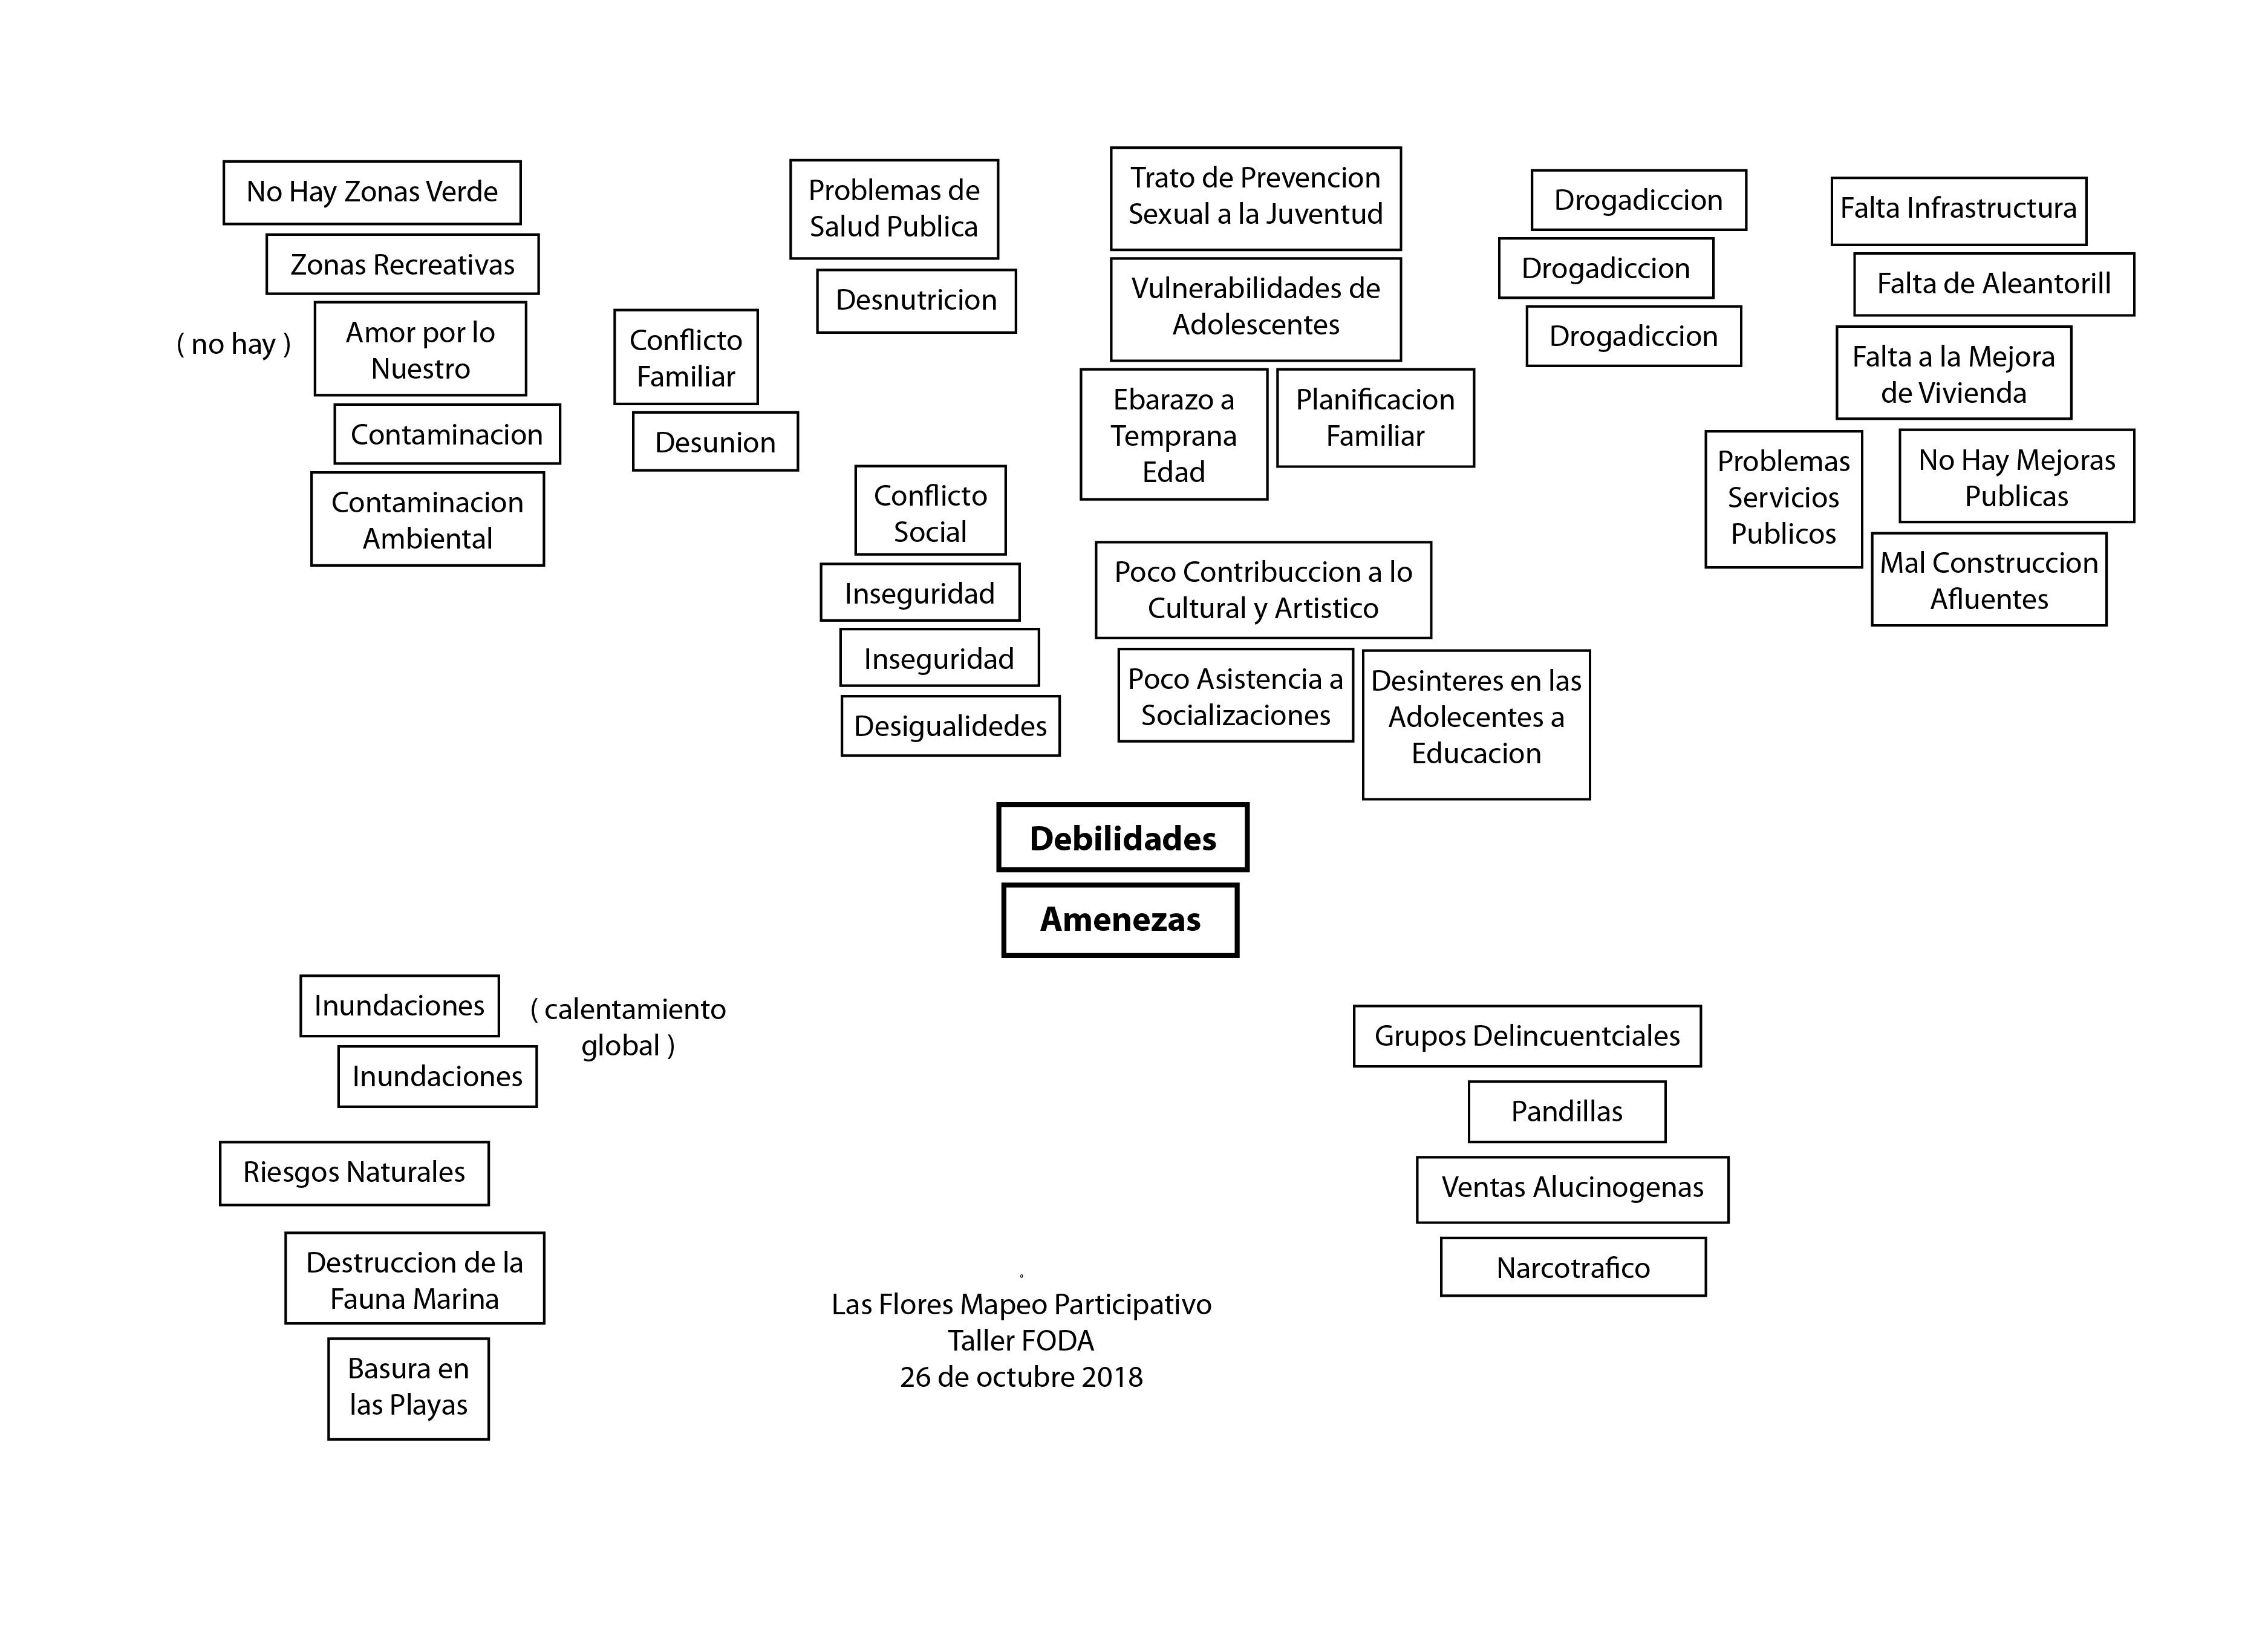 No Hay Zonas Verde
Zonas Recreativas
( no hay )
Amor por lo
Nuestro
Contaminacion
Contaminacion
Ambiental
Conflicto
Familiar
Desunion
Problemas de
Salud Publica
Desnutricion
Conflicto
Social
Inseguridad
Inseguridad
Desigualidedes
Trato de Prevencion
Sexual a la Juventud
Vulnerabilidades de
Adolescentes
Ebarazo a
Temprana
Edad
Planificacion
Familiar
Poco Contribuccion a lo
Cultural y Artistico
Poco Asistencia a
Socializaciones
Desinteres en las
Adolecentes a
Educacion
Drogadiccion
Drogadiccion
Drogadiccion
Falta Infrastructura
Falta de Aleantorill
Falta a la Mejora
de Vivienda
Problemas
Servicios
Publicos
No Hay Mejoras
Publicas
Mal Construccion
Afluentes
Debilidades
Amenezas
Inundaciones
( calentamiento
global )
Inundaciones
Riesgos Naturales
Destruccion de la
Fauna Marina
Basura en
las Playas
Grupos Delincuentciales
Pandillas
Ventas Alucinogenas
Narcotrafico
Las Flores Mapeo Participativo
Taller FODA
26 de octubre 2018